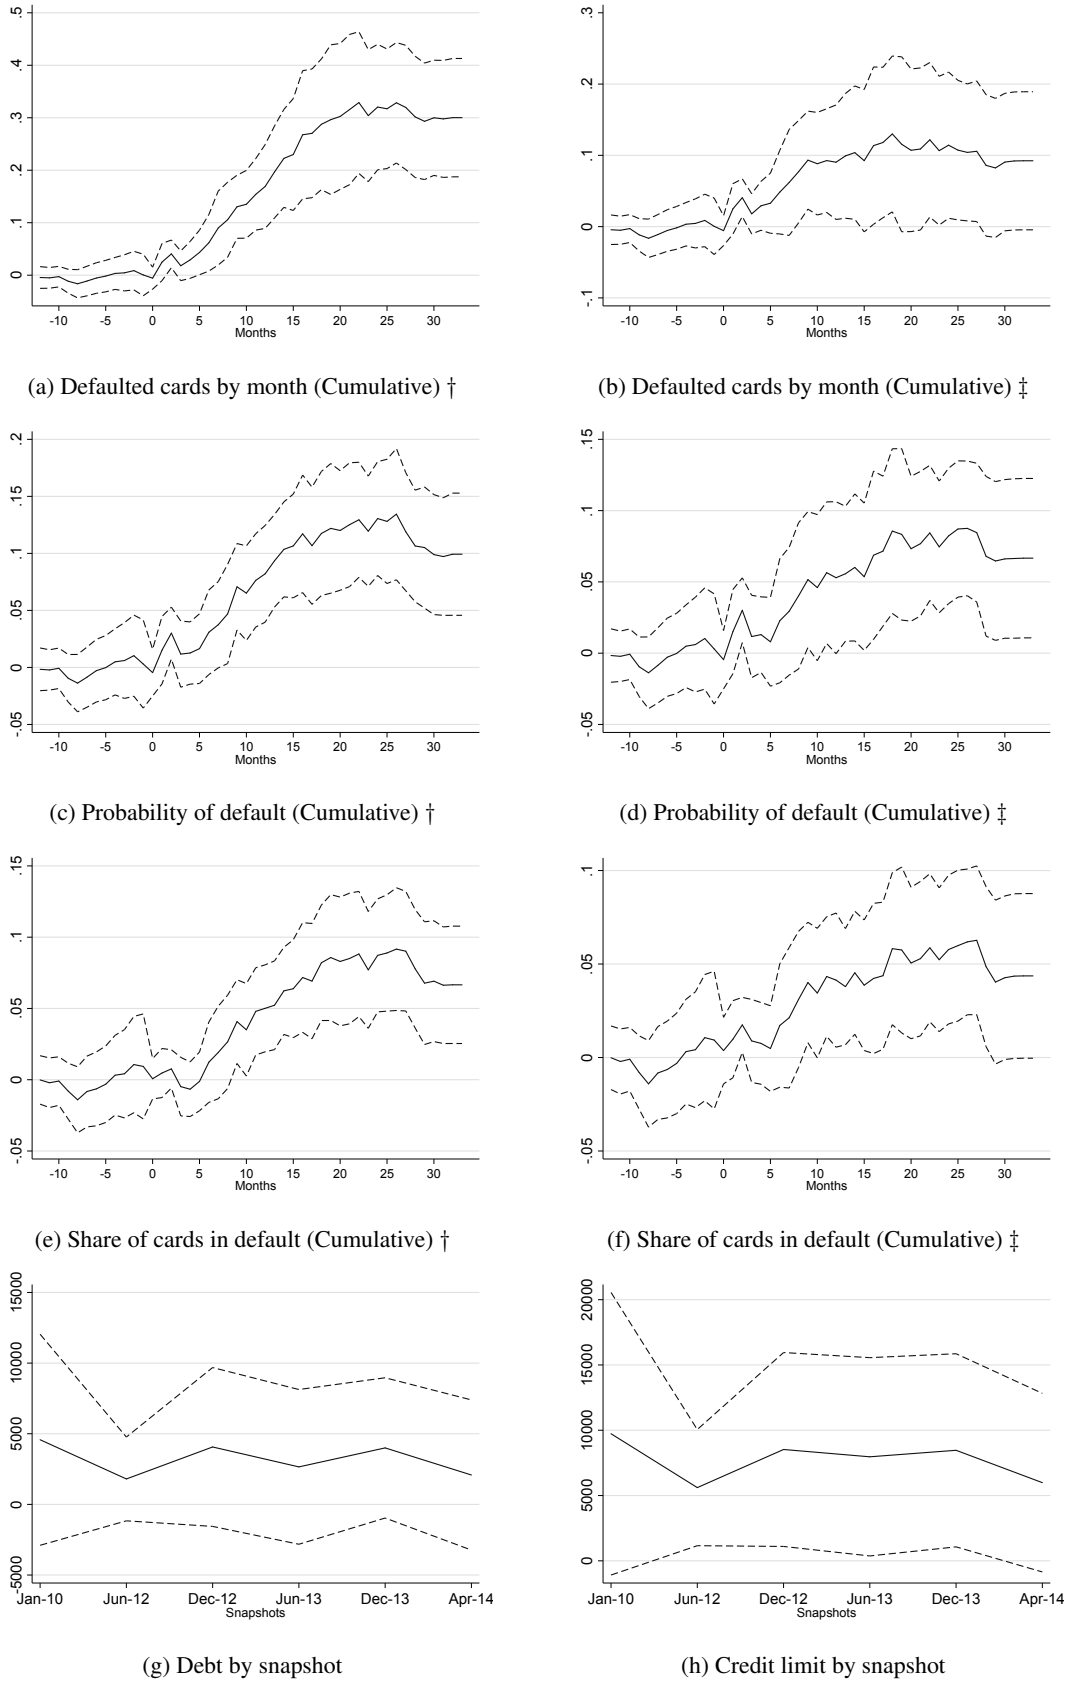 .5
.4
.3
.2
.1
0
-10 -5 0 5 10 15 20 25 30
Months
(a) Defaulted cards by month (Cumulative) †
.3
.2
.1
0
-.1
-10 -5 0 5 10 15 20 25 30
Months
(b) Defaulted cards by month (Cumulative) ‡
.2
.15
.1
.05
0
-.05
-10 -5 0 5 10 15 20 25 30
Months
(c) Probability of default (Cumulative) †
.15
.1
.05
0
-.05
-10 -5 0 5 10 15 20 25 30
Months
(d) Probability of default (Cumulative) ‡
.15
.1
.05
0
-.05
-10 -5 0 5 10 15 20 25 30
Months
(e) Share of cards in default (Cumulative) †
.1
.05
0
-.05
-10 -5 0 5 10 15 20 25 30
Months
(f) Share of cards in default (Cumulative) ‡
15000
10000
5000
0
-5000
Jan-10 Jun-12 Dec-12 Jun-13 Dec-13 Apr-14
Snapshots
(g) Debt by snapshot
20000
15000
10000
5000
0
Jan-10 Jun-12 Dec-12 Jun-13 Dec-13 Apr-14
Snapshots
(h) Credit limit by snapshot